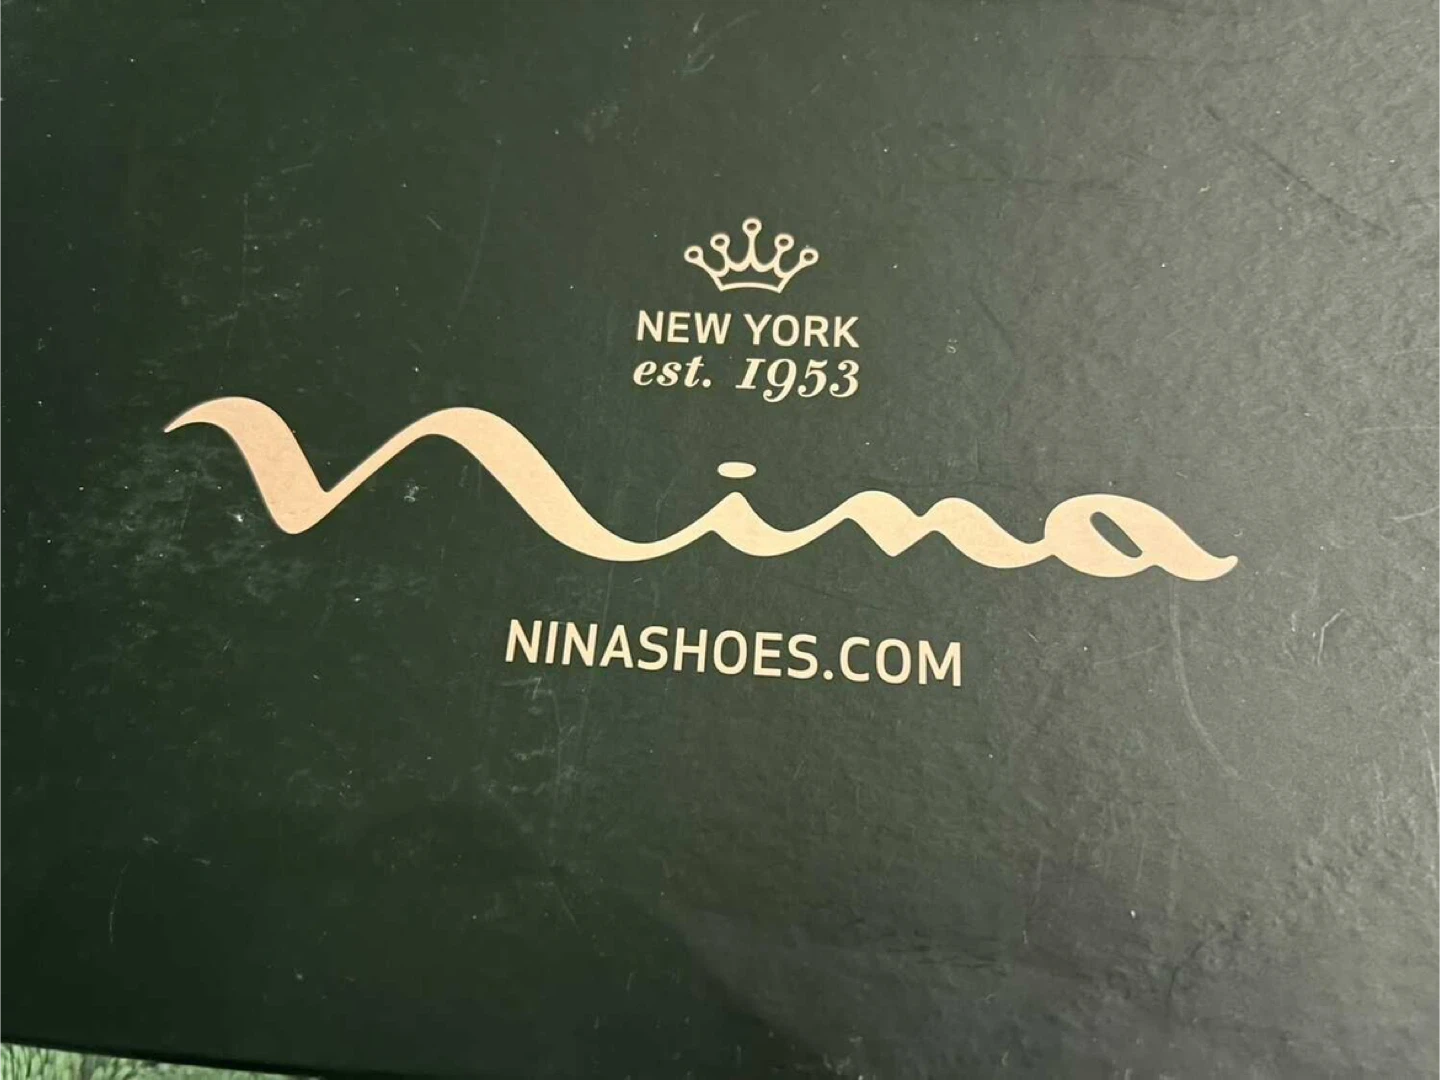 NEW YORK
est. 1953
nina
NINASHOES.COM